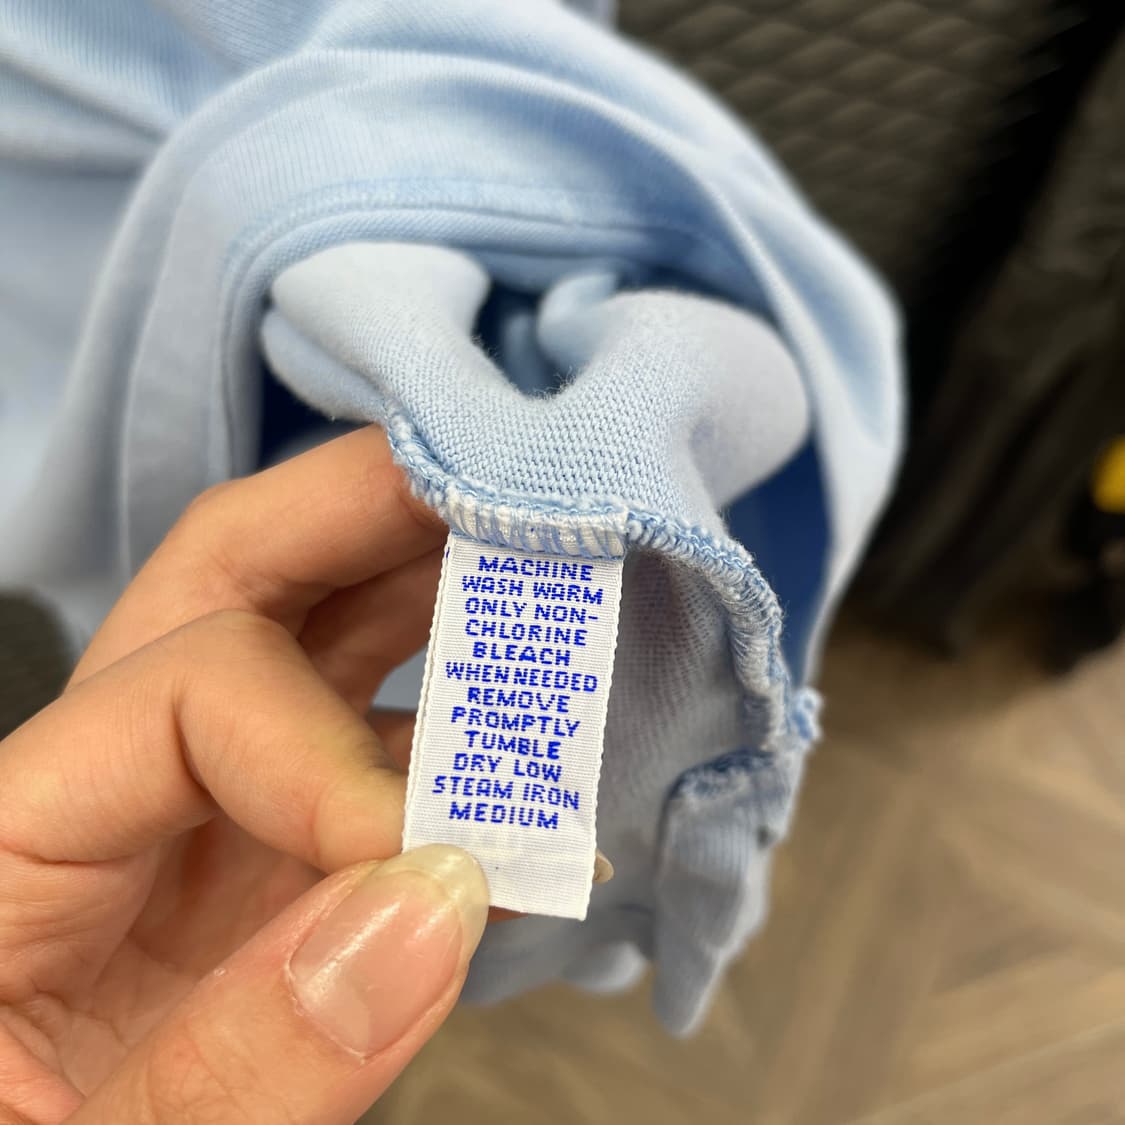 MACHINE
WASH WARM
ONLY NON-
CHLORINE
BLEACH
WHEN NEEDED
REMOVE
PROMPTLY
TUMBLE
DRY LOW
STEAM IRON
MEDIUM